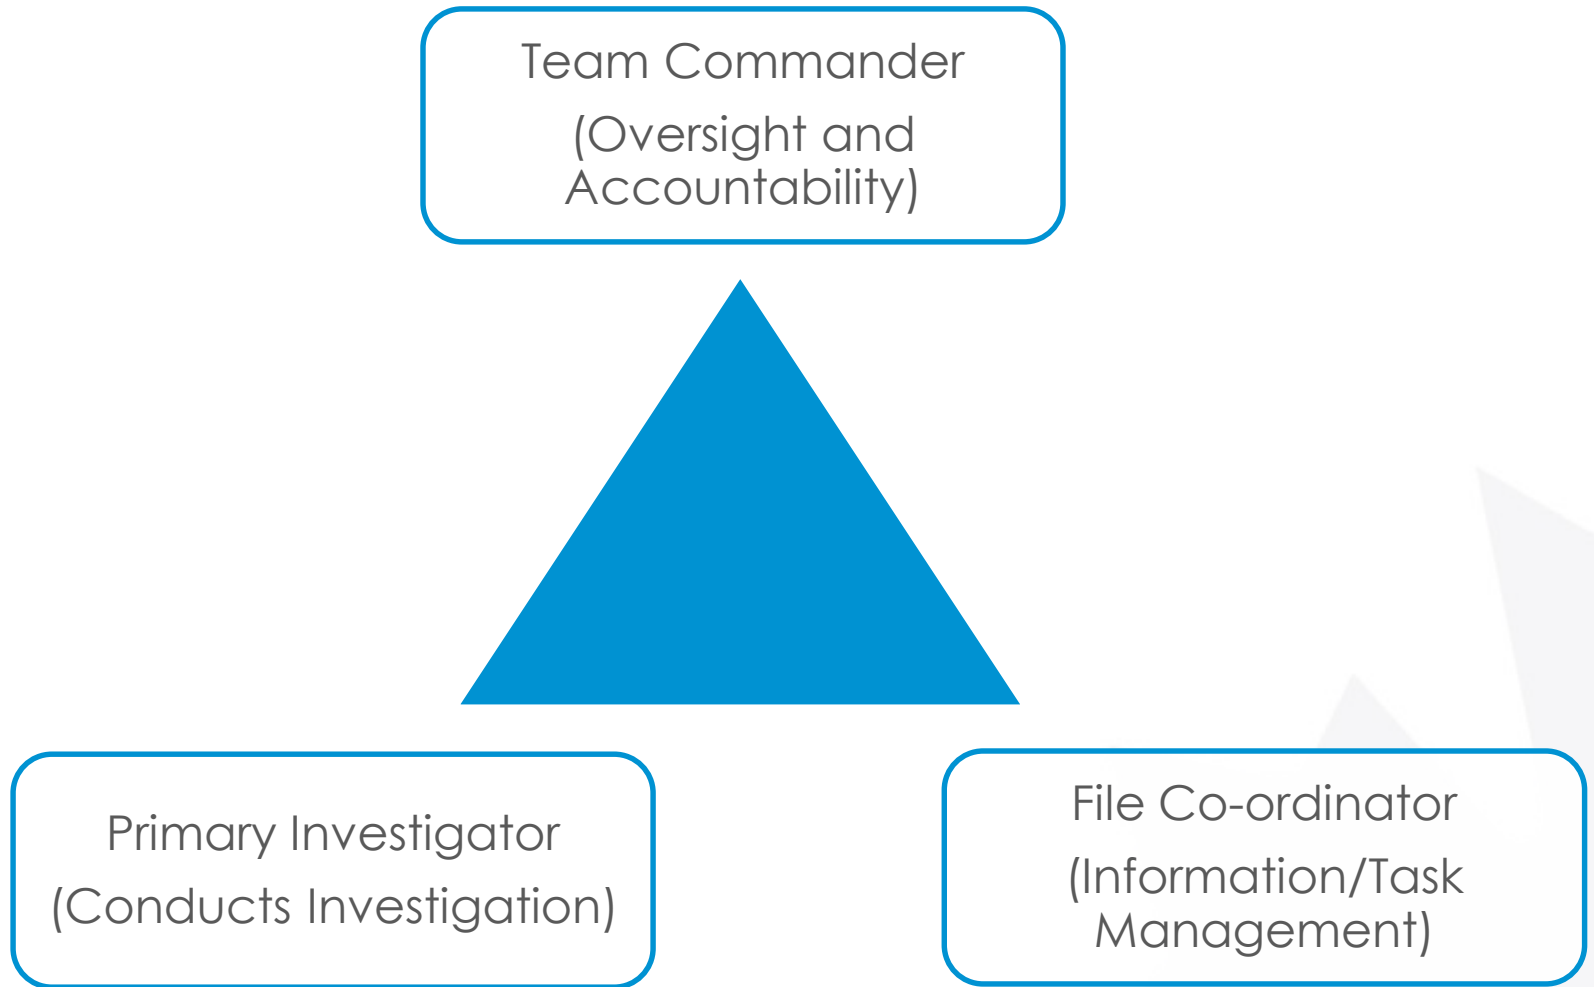 Team Commander
(Oversight and
Accountability)
Primary Investigator
(Conducts Investigation)
File Co-ordinator
(Information/Task
Management)